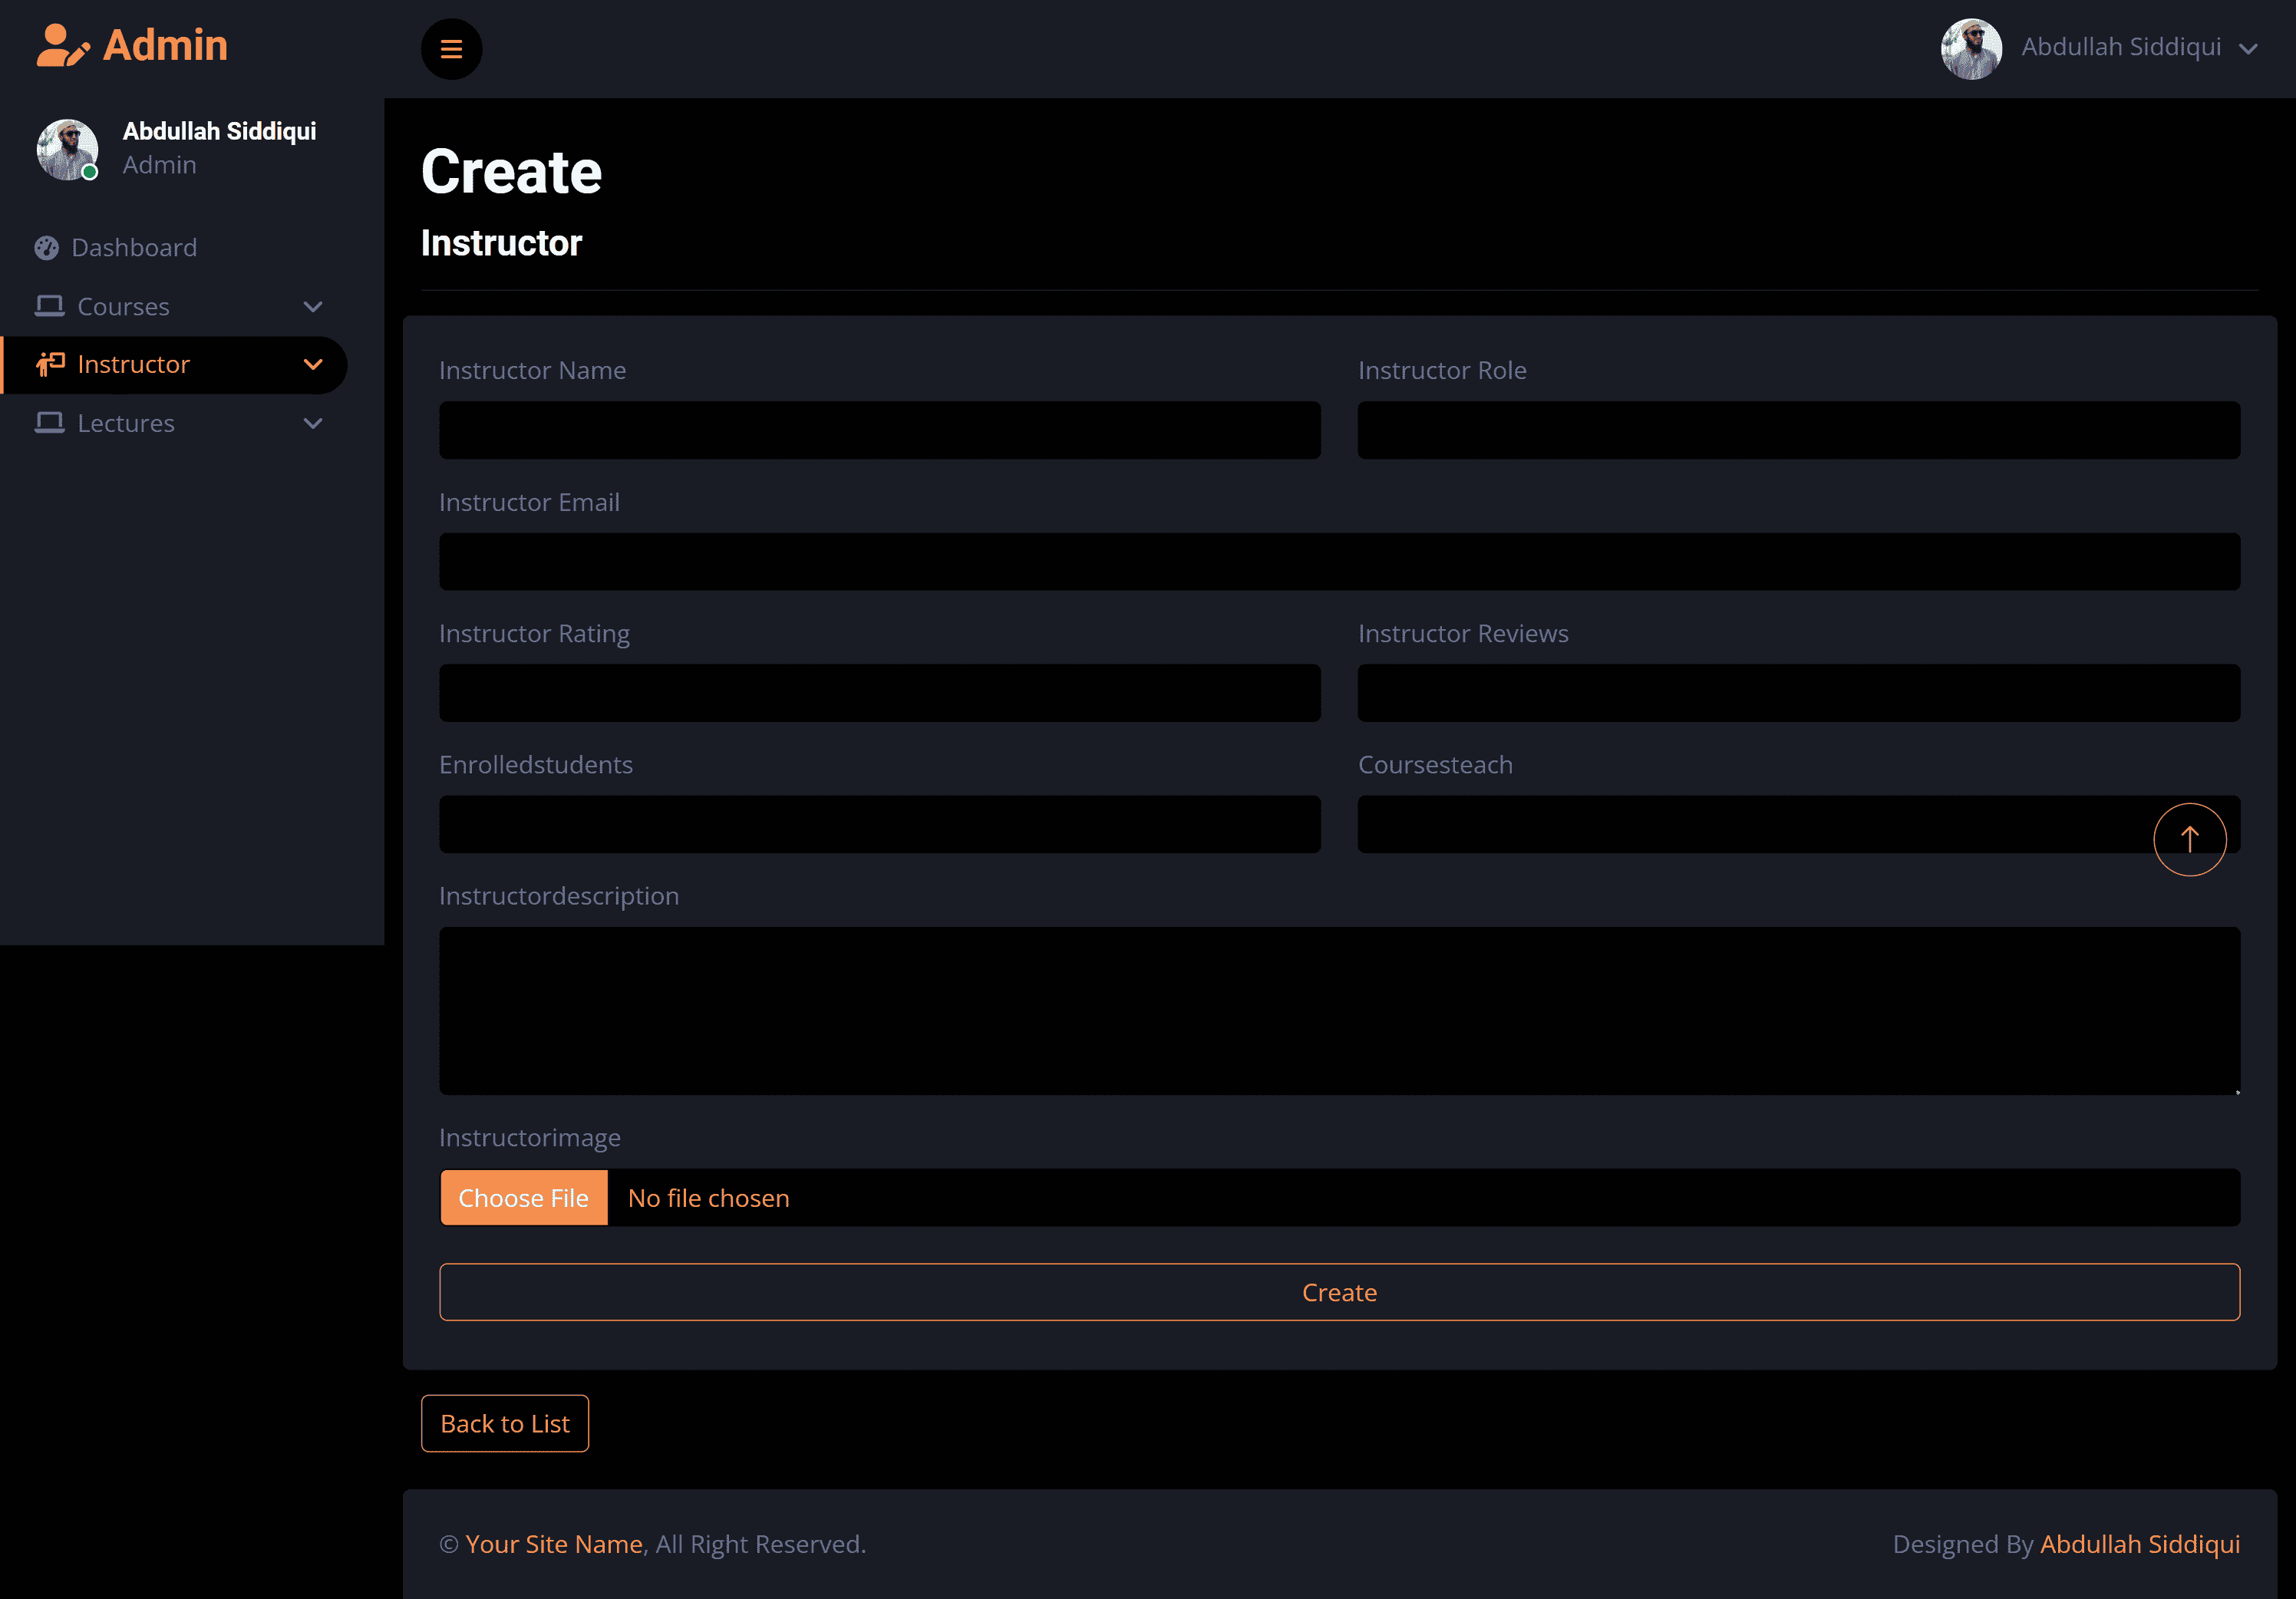 Admin
Abdullah Siddiqui
Abdullah Siddiqui
Admin
Dashboard
Courses
Instructor
Lectures
Create
Instructor
Instructor Name
Instructor Role
Instructor Email
Instructor Rating
Instructor Reviews
Enrolledstudents
Coursesteach
Instructordescription
Instructorimage
Choose File No file chosen
Create
Back to List
© Your Site Name, All Right Reserved.
Designed By Abdullah Siddiqui